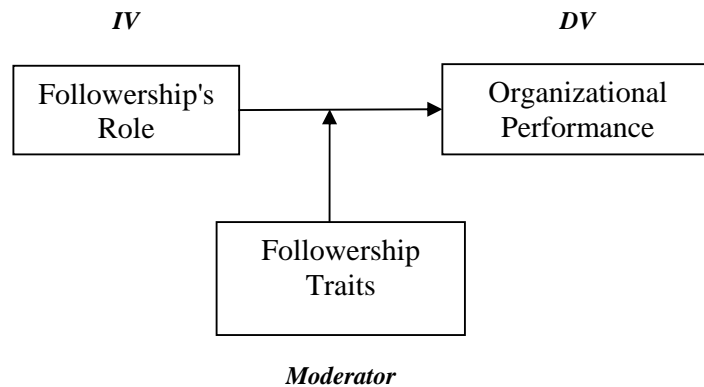 IV
DV
Followership's
Role
Organizational
Performance
Followership
Traits
Moderator